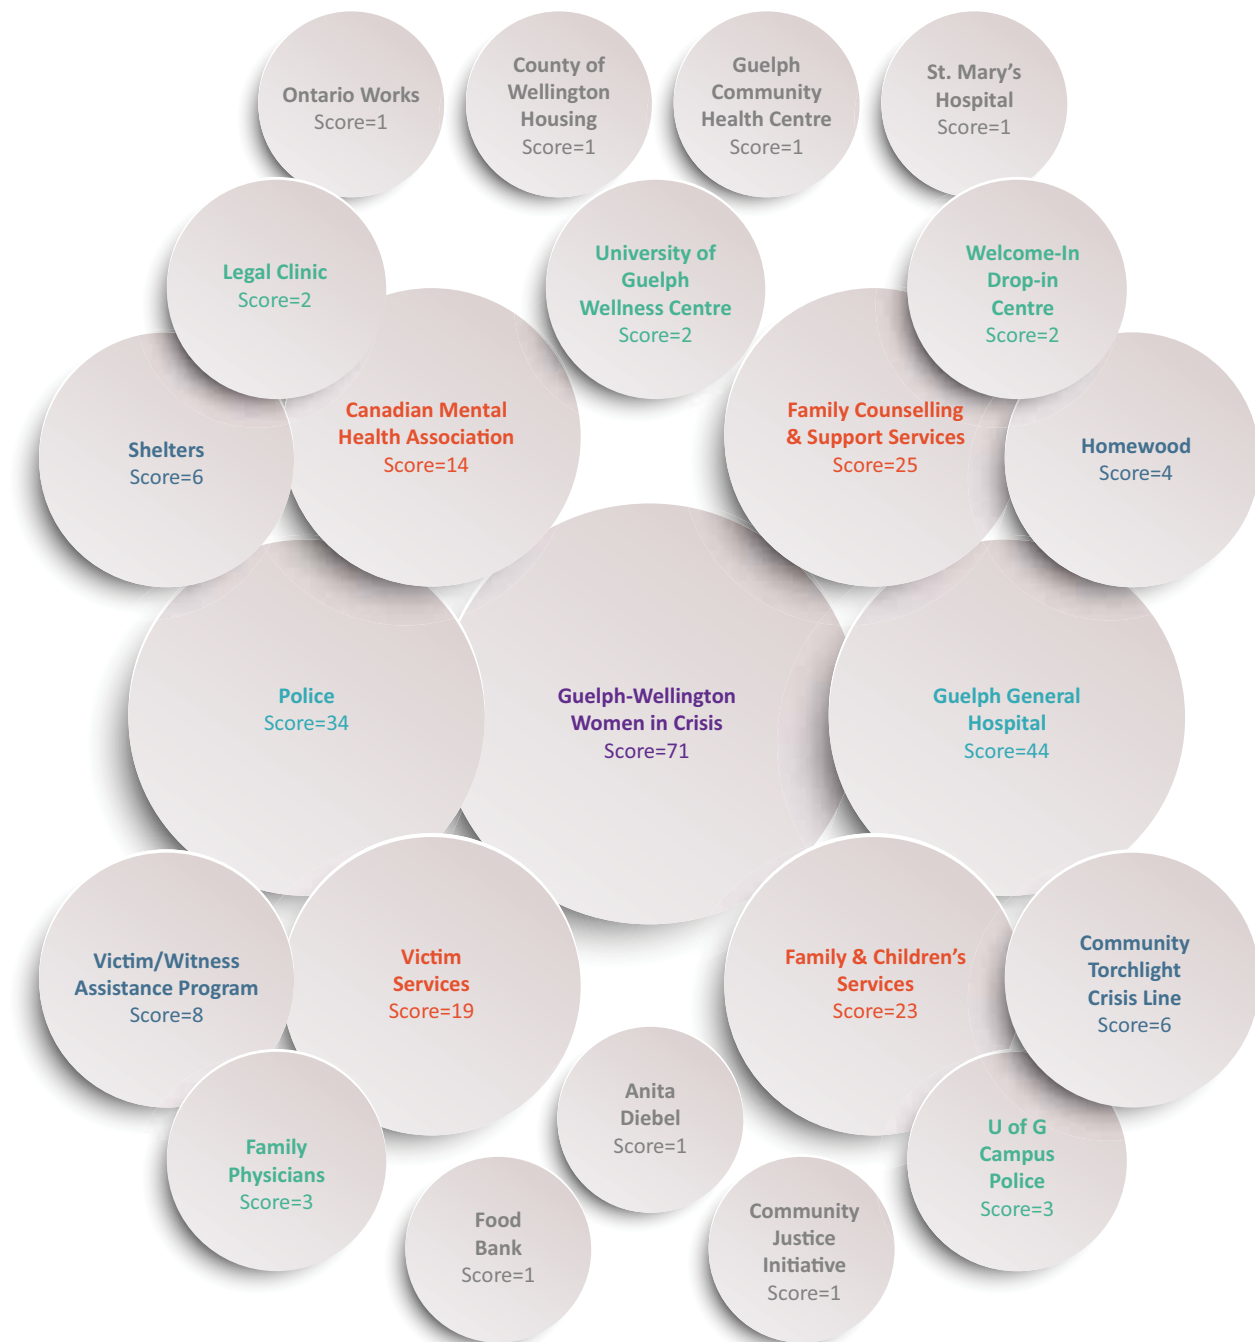 Ontario Works
Score=1
County of
Wellington
Housing
Score=1
Guelph
Community
Health Centre
Score=1
St. Mary’s
Hospital
Score=1
Legal Clinic
Score=2
University of
Guelph
Wellness Centre
Score=2
Welcome-In
Drop-in
Centre
Score=2
Shelters
Score=6
Canadian Mental
Health Association
Score=14
Family Counselling
& Support Services
Score=25
Homewood
Score=4
Police
Score=34
Guelph-Wellington
Women in Crisis
Score=71
Guelph General
Hospital
Score=44
Victim/Witness
Assistance Program
Score=8
Victim
Services
Score=19
Family & Children’s
Services
Score=23
Community
Torchlight
Crisis Line
Score=6
Family
Physicians
Score=3
Anita
Diebel
Score=1
U of G
Campus
Police
Score=3
Food
Bank
Score=1
Community
Justice
Initiative
Score=1